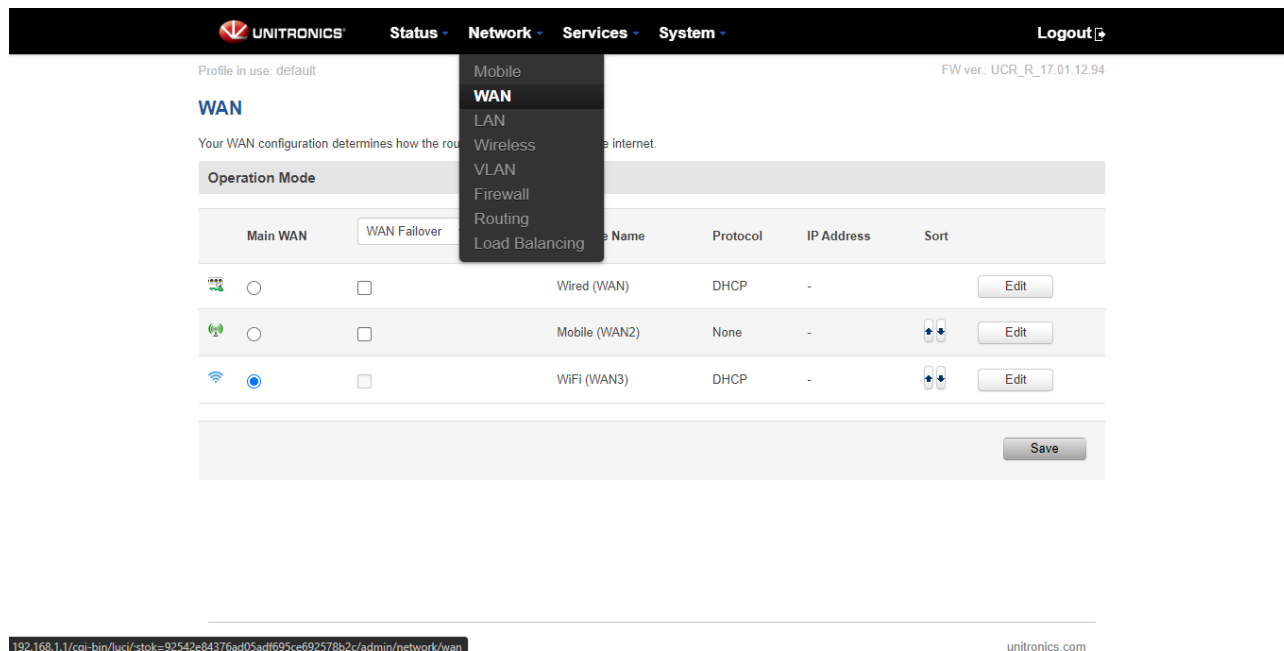 UNITRONICS® Status Network Services System Logout
Profile in use: default FW ver.: UCR_R_17.01.12.94
Mobile
WAN
LAN
Wireless
VLAN
Firewall
Routing
Load Balancing
WAN
Your WAN configuration determines how the rou e internet.
Operation Mode
Main WAN WAN Failover e Name Protocol IP Address Sort
Wired (WAN) DHCP - Edit
Mobile (WAN2) None - Edit
WiFi (WAN3) DHCP - Edit
Save
192.168.1.1/cgi-bin/luci/;stok=92542e84376ad05adf695ce692578b2c/admin/network/wan unitronics.com